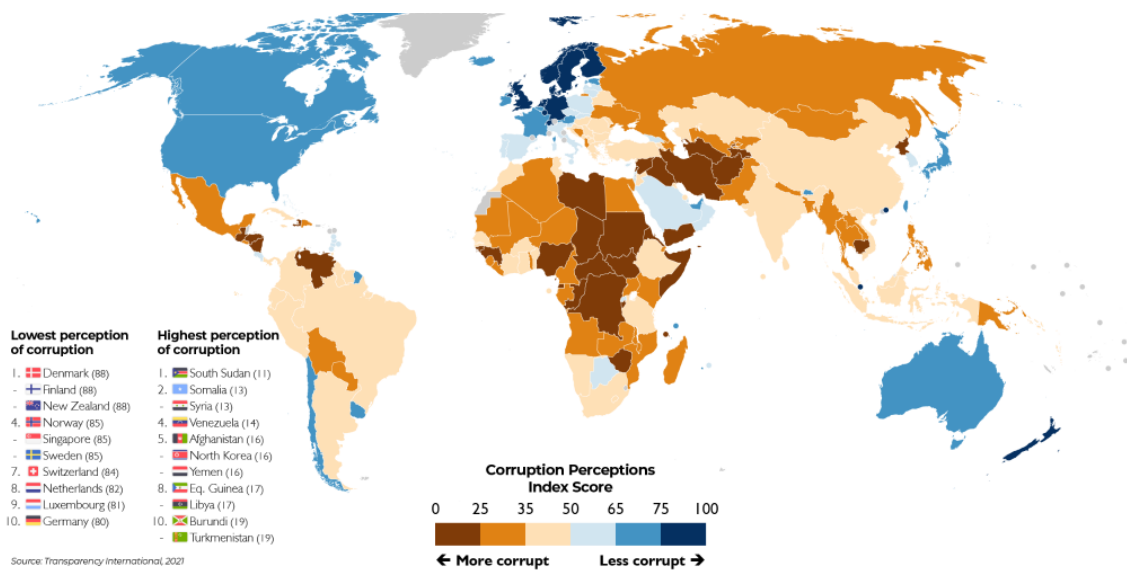 Lowest perception
of corruption
1. Denmark (88)
- Finland (88)
- New Zealand (88)
4. Norway (85)
- Singapore (85)
- Sweden (85)
7. Switzerland (84)
8. Netherlands (82)
9. Luxembourg (81)
10. Germany (80)
Highest perception
of corruption
1. South Sudan (11)
2. Somalia (13)
- Syria (13)
4. Venezuela (14)
5. Afghanistan (16)
- North Korea (16)
- Yemen (16)
8. Eq. Guinea (17)
- Libya (17)
10. Burundi (19)
- Turkmenistan (19)
Corruption Perceptions
Index Score
0 25 35 50 65 75 100
← More corrupt Less corrupt →
Source: Transparency International, 2021